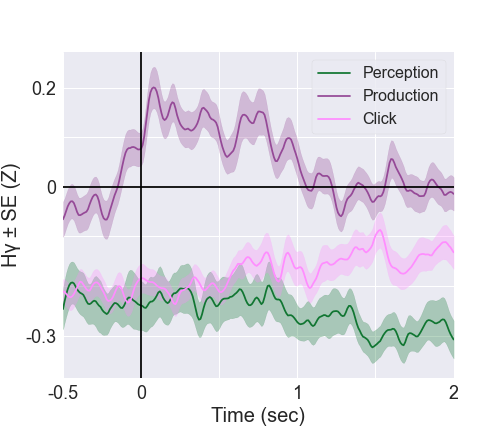 Perception
Production
Click
0.2
0
-0.3
Hγ ± SE (Z)
-0.5
0
1
2
Time (sec)